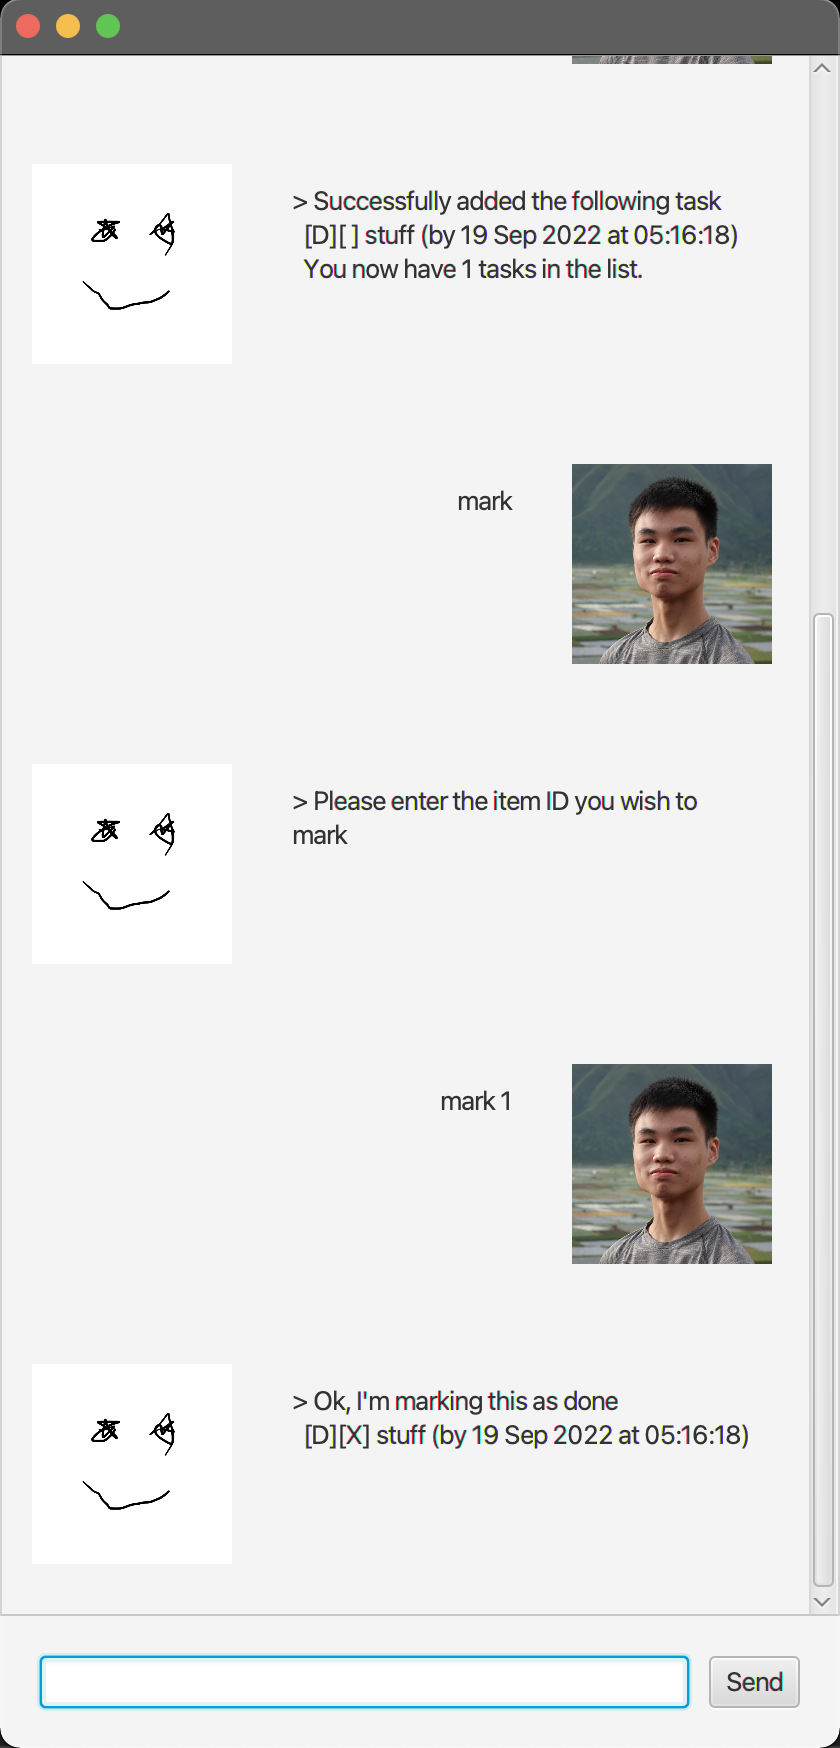 > Successfully added the following task
[D][ ] stuff (by 19 Sep 2022 at 05:16:18)
You now have 1 tasks in the list.
mark
> Please enter the item ID you wish to
mark
mark 1
> Ok, I'm marking this as done
[D][X] stuff (by 19 Sep 2022 at 05:16:18)
Send